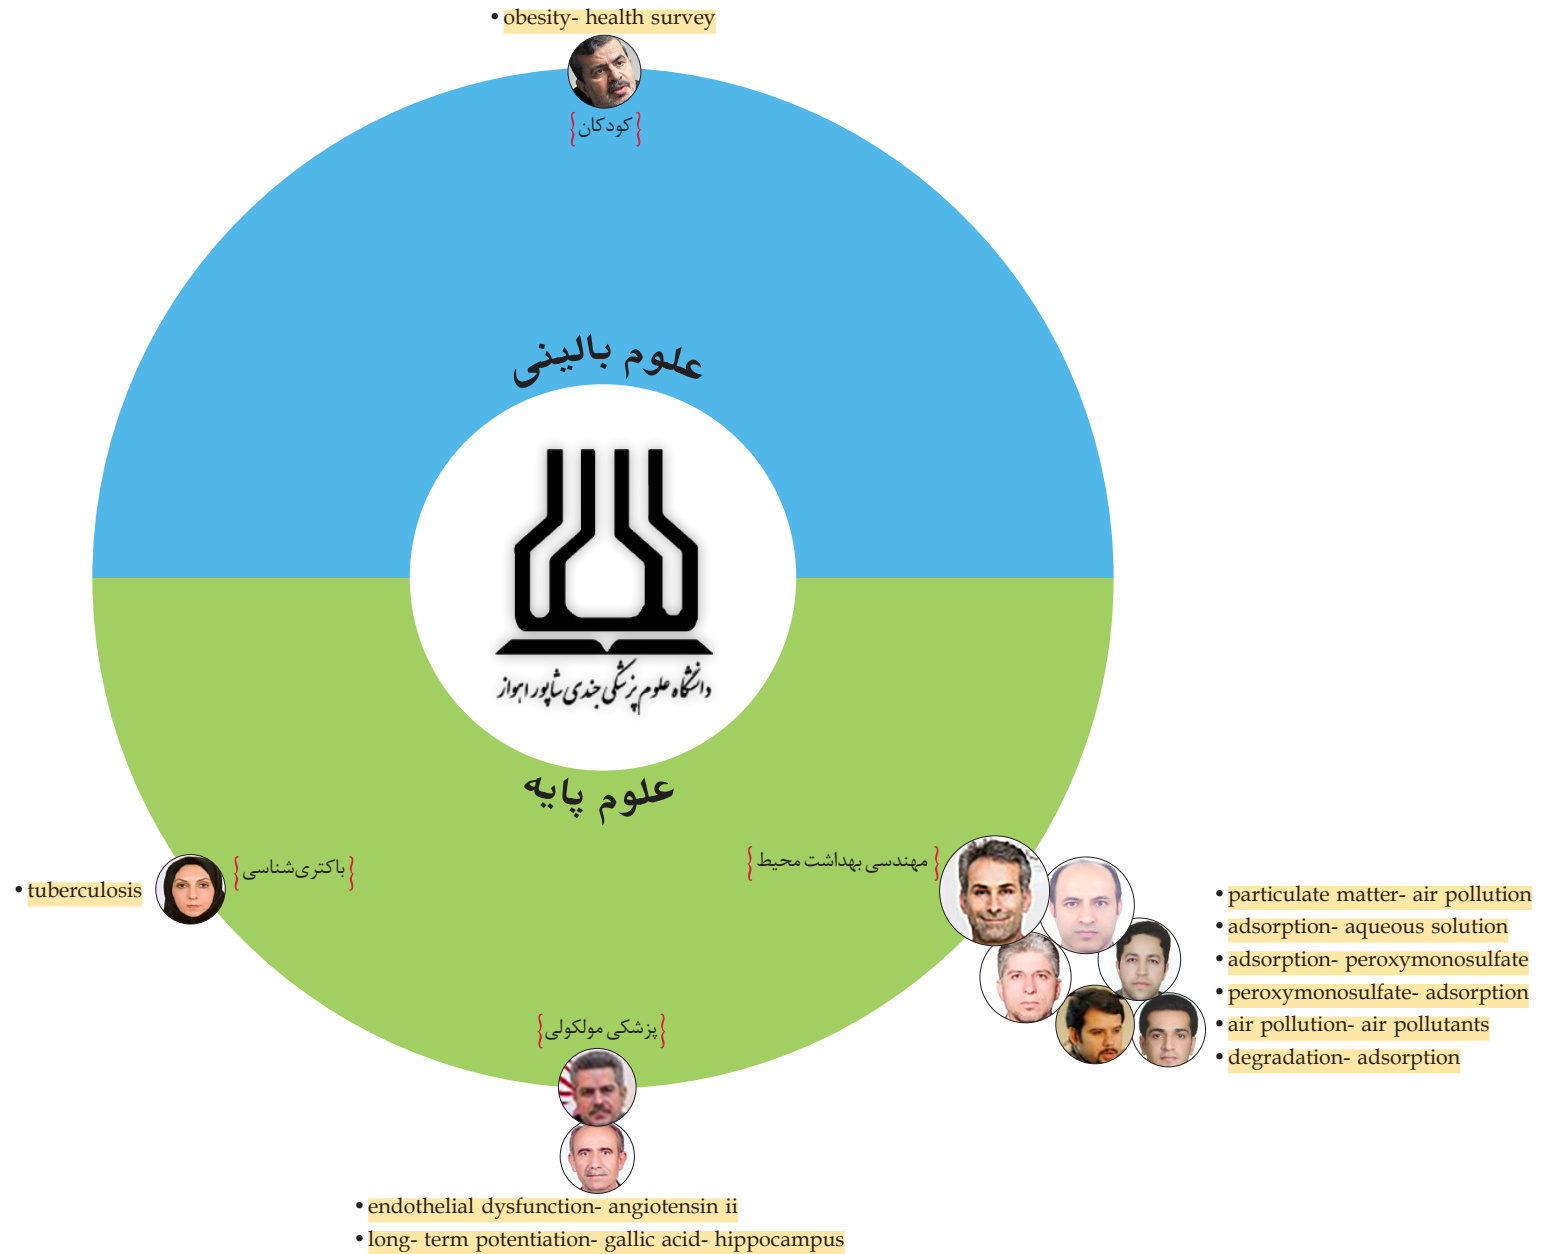 • obesity- health survey
{کودکان}
علوم بالینی
دانشگاه علوم پزشکی جندی شاپور اهواز
علوم پایه
{مهندسی بهداشت محیط}
{باکتری‌شناسی}
• tuberculosis
• particulate matter- air pollution
• adsorption- aqueous solution
• adsorption- peroxymonosulfate
• peroxymonosulfate- adsorption
• air pollution- air pollutants
• degradation- adsorption
{پزشکی مولکولی}
• endothelial dysfunction- angiotensin ii
• long- term potentiation- gallic acid- hippocampus